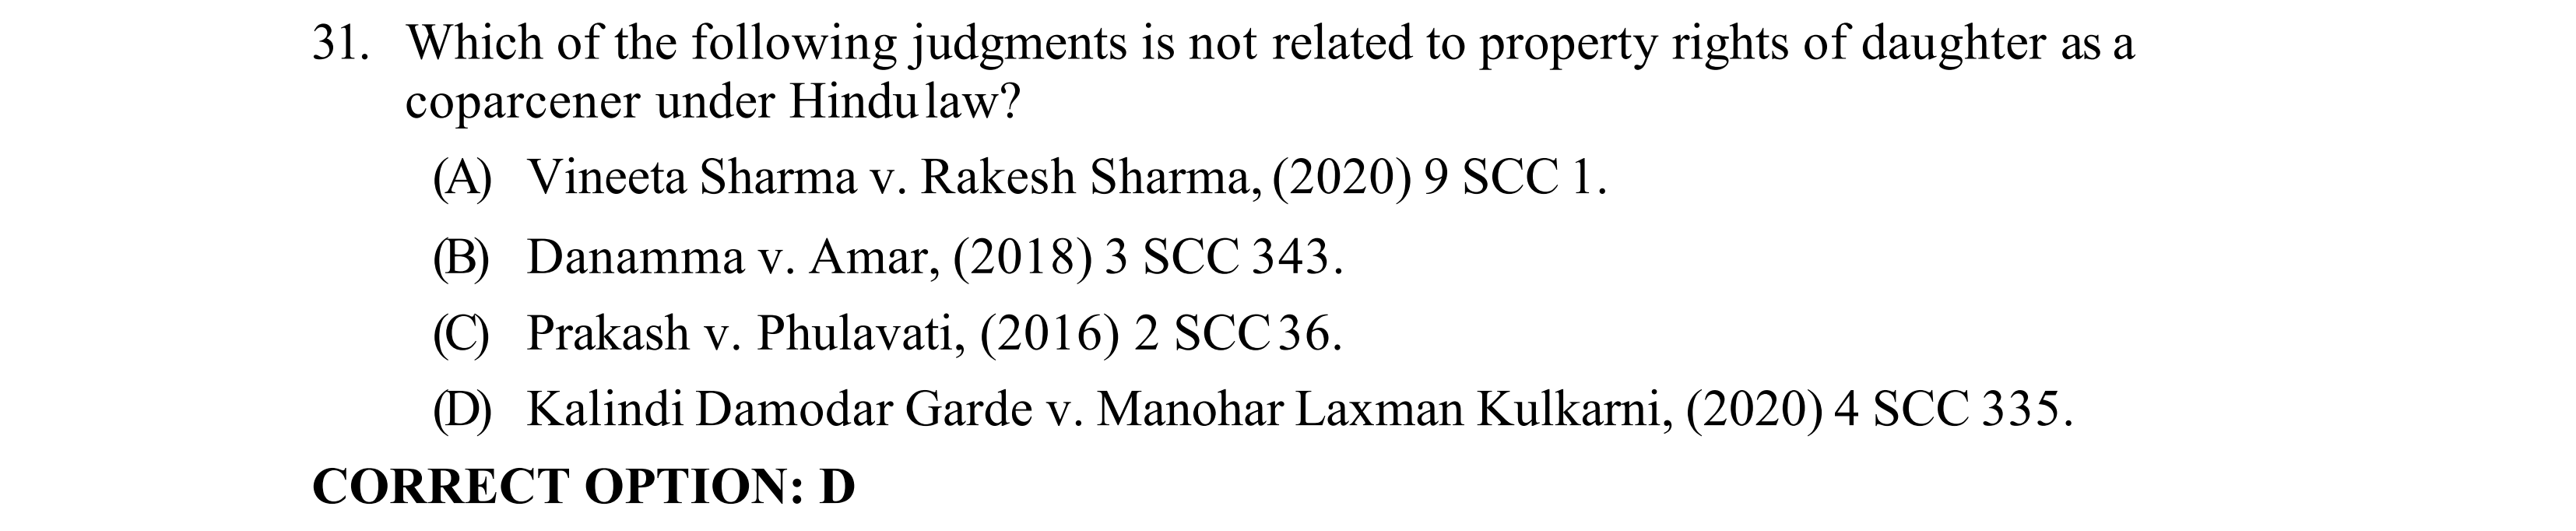 31. Which of the following judgments is not related to property rights of daughter as a
coparcener under Hindu law?
(A) Vineeta Sharma v. Rakesh Sharma, (2020) 9 SCC 1.
(B) Danamma v. Amar, (2018) 3 SCC 343.
(C) Prakash v. Phulavati, (2016) 2 SCC 36.
(D) Kalindi Damodar Garde v. Manohar Laxman Kulkarni, (2020) 4 SCC 335.
CORRECT OPTION: D